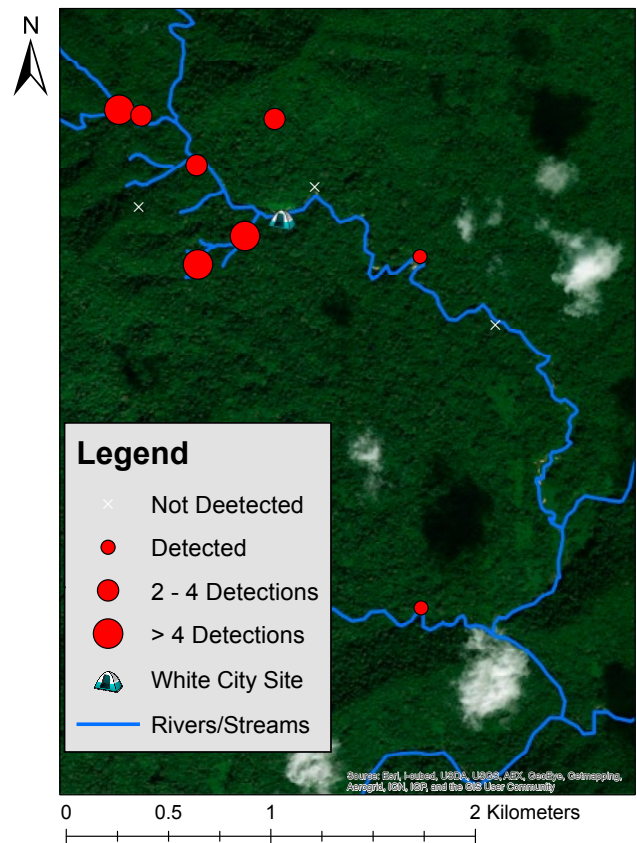 N
Legend
Not Deetected
Detected
2 - 4 Detections
> 4 Detections
White City Site
Rivers/Streams
Source: Esri, i-cubed, USDA, USGS, AEX, GeoEye, Getmapping,
Aerogrid, IGN, IGP, and the GIS User Community
0 0.5 1 2 Kilometers